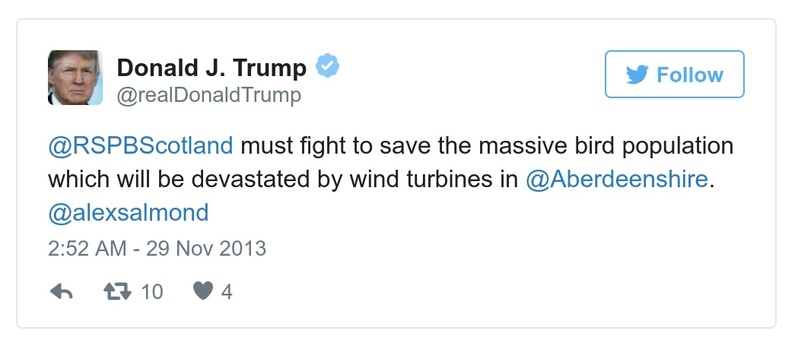 Donald J. Trump
@realDonaldTrump
Follow
@RSPBScotland must fight to save the massive bird population
which will be devastated by wind turbines in @Aberdeenshire.
@alexsalmond
2:52 AM - 29 Nov 2013
10
4